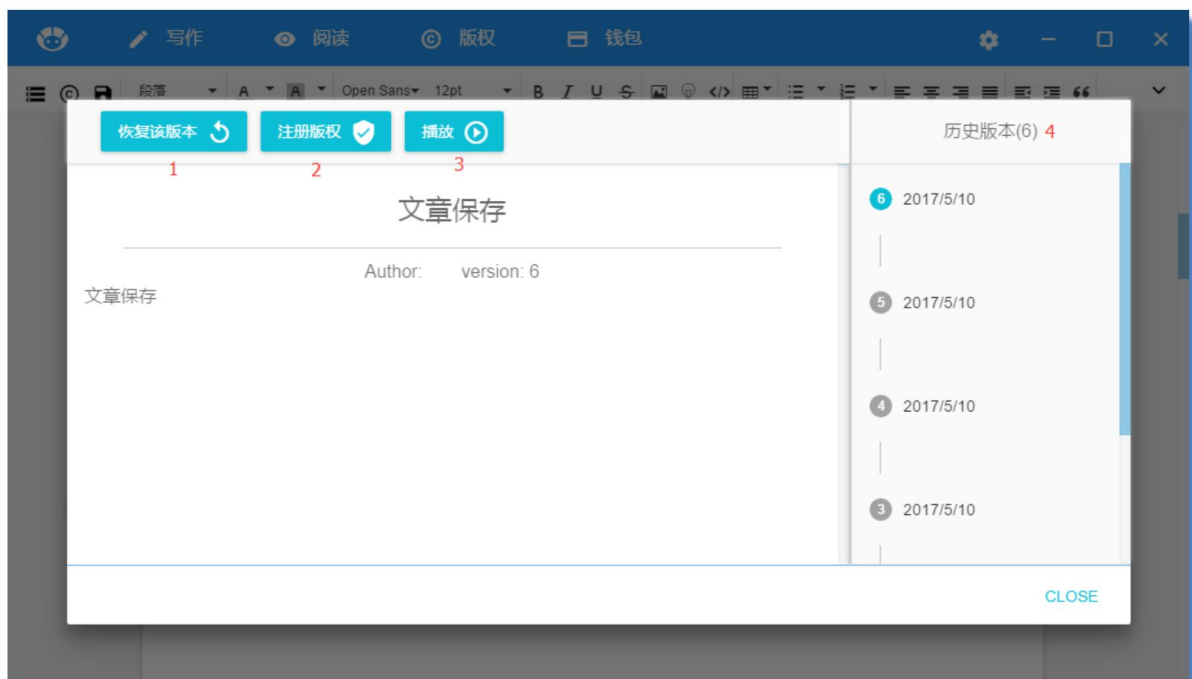 写作 阅读 © 版权 钱包
© 段落 A A Open Sans 12pt B I U S </> “
恢复该版本 注册版权 播放 历史版本(6) 4
1 2 3
文章保存
Author: version: 6
文章保存
6 2017/5/10
5 2017/5/10
4 2017/5/10
3 2017/5/10
CLOSE